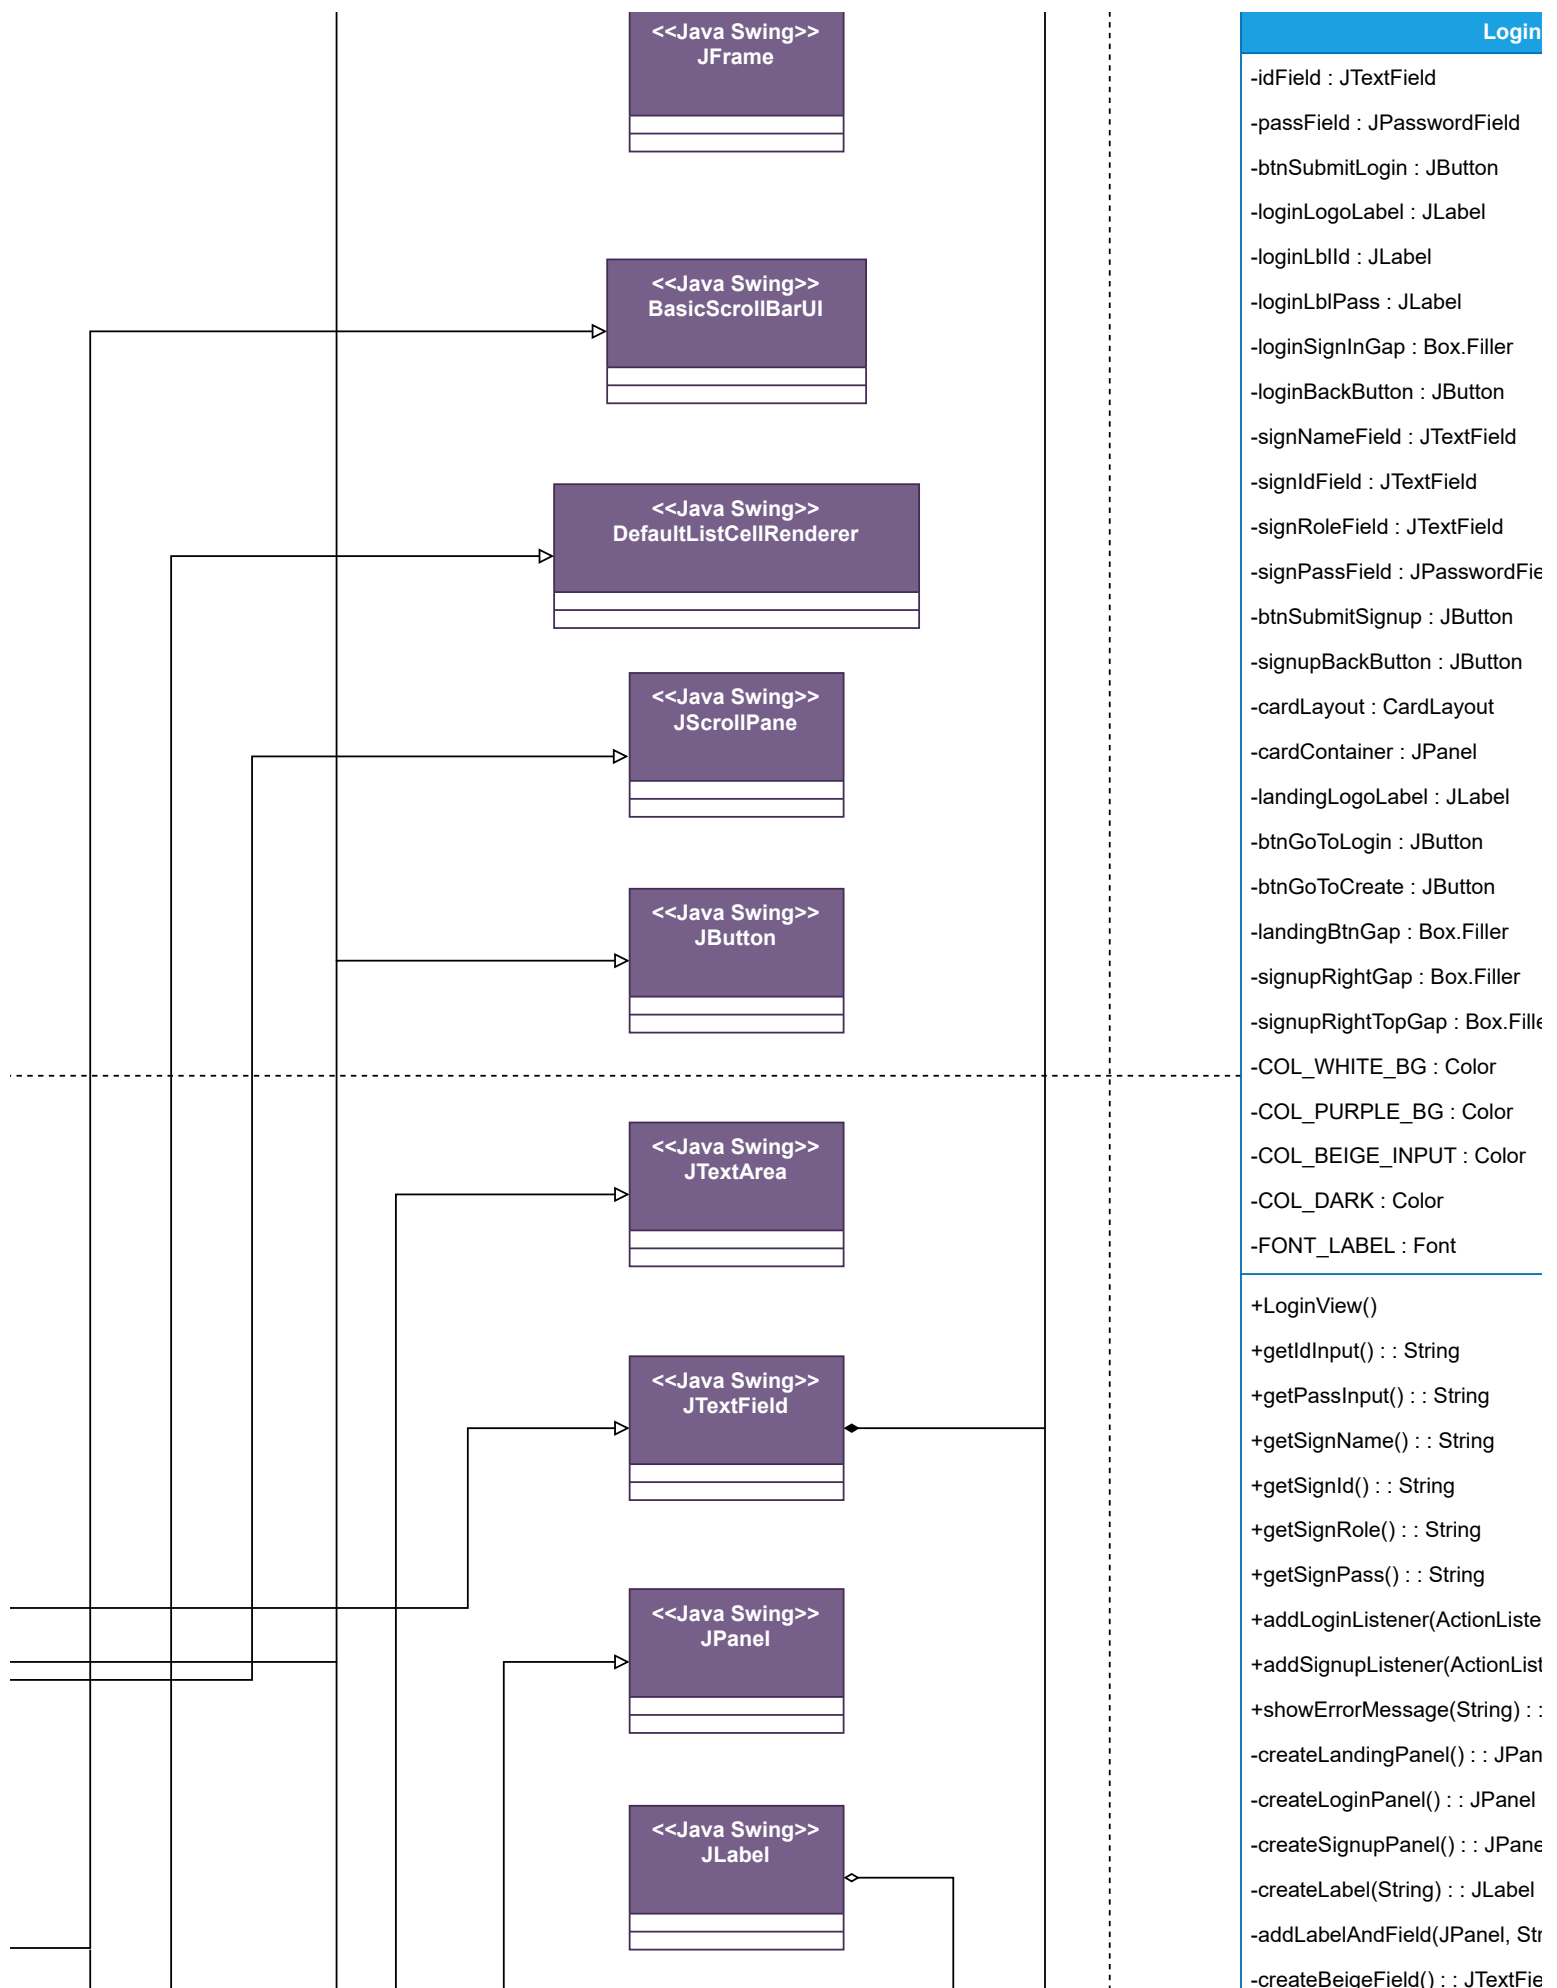 <<Java Swing>>
JFrame
<<Java Swing>>
BasicScrollBarUI
<<Java Swing>>
DefaultListCellRenderer
<<Java Swing>>
JScrollPane
<<Java Swing>>
JButton
<<Java Swing>>
JTextArea
<<Java Swing>>
JTextField
<<Java Swing>>
JPanel
<<Java Swing>>
JLabel
Login
-idField : JTextField
-passField : JPasswordField
-btnSubmitLogin : JButton
-loginLogoLabel : JLabel
-loginLblId : JLabel
-loginLblPass : JLabel
-loginSignInGap : Box.Filler
-loginBackButton : JButton
-signNameField : JTextField
-signIdField : JTextField
-signRoleField : JTextField
-signPassField : JPasswordFie
-btnSubmitSignup : JButton
-signupBackButton : JButton
-cardLayout : CardLayout
-cardContainer : JPanel
-landingLogoLabel : JLabel
-btnGoToLogin : JButton
-btnGoToCreate : JButton
-landingBtnGap : Box.Filler
-signupRightGap : Box.Filler
-signupRightTopGap : Box.Fille
-COL_WHITE_BG : Color
-COL_PURPLE_BG : Color
-COL_BEIGE_INPUT : Color
-COL_DARK : Color
-FONT_LABEL : Font
+LoginView()
+getIdInput() : : String
+getPassInput() : : String
+getSignName() : : String
+getSignId() : : String
+getSignRole() : : String
+getSignPass() : : String
+addLoginListener(ActionListe
+addSignupListener(ActionList
+showErrorMessage(String) : :
-createLandingPanel() : : JPan
-createLoginPanel() : : JPanel
-createSignupPanel() : : JPane
-createLabel(String) : : JLabel
-addLabelAndField(JPanel, Str
-createBeigeField() : : JTextFie